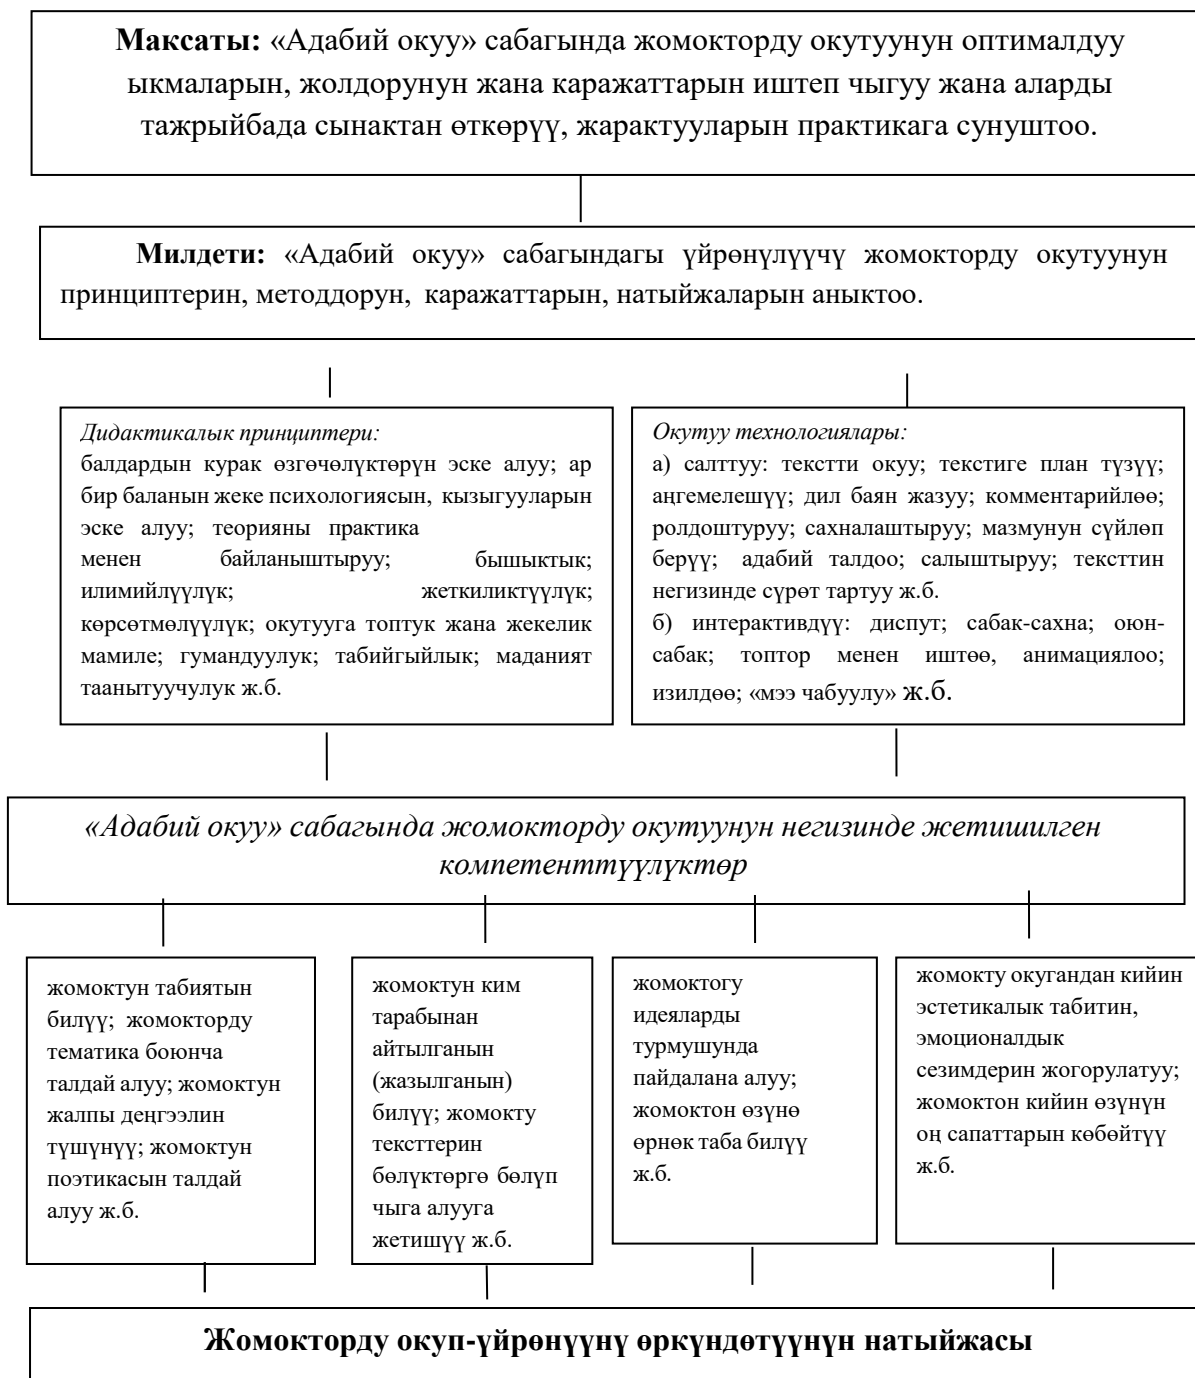 Максаты: «Адабий окуу» сабагында жомокторду окутуунун оптималдуу
ыкмаларын, жолдорунун жана каражаттарын иштеп чыгуу жана аларды
тажрыйбада сынактан өткөрүү, жарактууларын практикага сунуштоо.
Милдети: «Адабий окуу» сабагындагы үйрөнүлүүчү жомокторду окутуунун
принциптерин, методдорун, каражаттарын, натыйжаларын аныктоо.
Дидактикалык принциптери:
балдардын курак өзгөчөлүктөрүн эске алуу; ар
бир баланын жеке психологиясын, кызыгууларын
эске алуу; теорияны практика
менен байланыштыруу; бышыктык;
илимийлүүлүк; жеткиликтүүлүк;
көрсөтмөлүүлүк; окутууга топтук жана жекелик
мамиле; гумандуулук; табийгыйлык; маданият
таанытуучулук ж.б.
Окутуу технологиялары:
а) салттуу: текстти окуу; текстиге план түзүү;
аңгемелешүү; дил баян жазуу; комментарийлөө;
ролдоштуруу; сахналаштыруу; мазмунун сүйлөп
берүү; адабий талдоо; салыштыруу; тексттин
негизинде сүрөт тартуу ж.б.
б) интерактивдүү: диспут; сабак-сахна; оюн-
сабак; топтор менен иштөө, анимациялоо;
изилдөө; «мээ чабуулу» ж.б.
«Адабий окуу» сабагында жомокторду окутуунун негизинде жетишилген
компетенттүүлүктөр
жомоктун табиятын
билүү; жомокторду
тематика боюнча
талдай алуу; жомоктун
жалпы деңгээлин
түшүнүү; жомоктун
поэтикасын талдай
алуу ж.б.
жомоктун ким
тарабынан
айтылганын
(жазылганын)
билүү; жомокту
тексттерин
бөлүктөргө бөлүп
чыга алууга
жетишүү ж.б.
жомоктогу
идеяларды
турмушунда
пайдалана алуу;
жомоктон өзүнө
өрнөк таба билүү
ж.б.
жомокту окугандан кийин
эстетикалык табитин,
эмоционалдык
сезимдерин жогорулатуу;
жомоктон кийин өзүнүн
оң сапаттарын көбөйтүү
ж.б.
Жомокторду окуп-үйрөнүүнү өркүндөтүүнүн натыйжасы